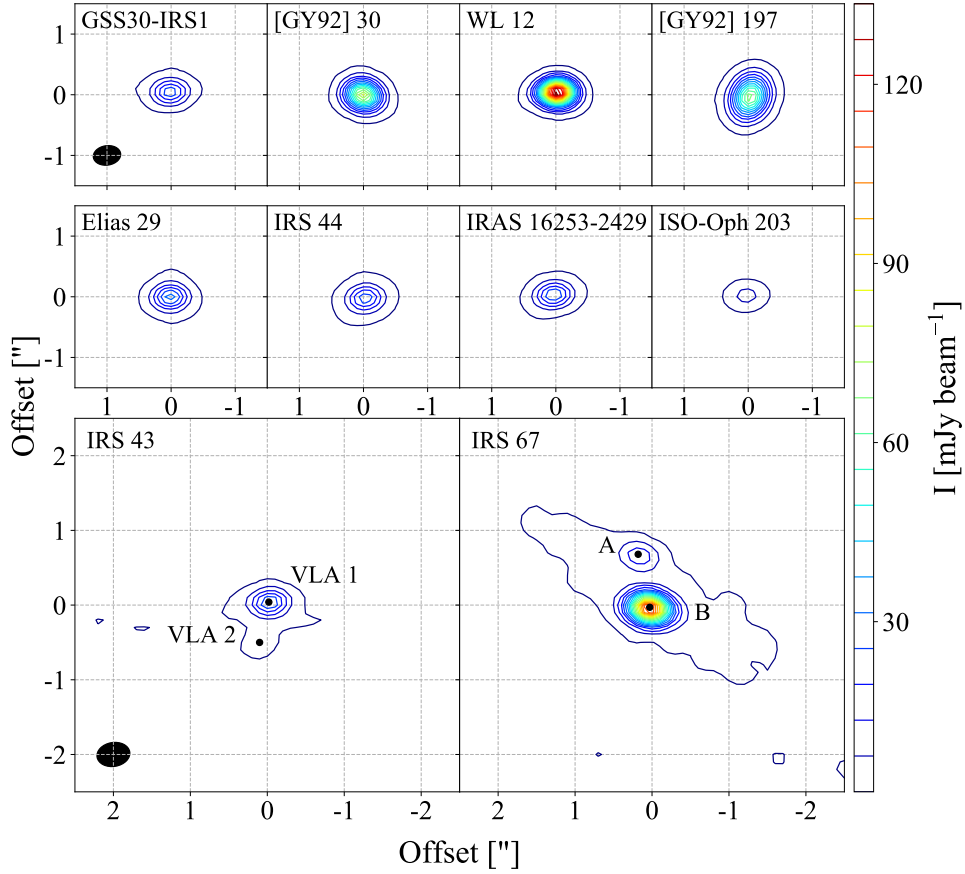 GSS30-IRS1 [GY92] 30 WL 12 [GY92] 197
1
0
-1
120
Elias 29 IRS 44 IRAS 16253-2429 ISO-Oph 203
1
0
-1
90
1 0 -1 1 0 -1 1 0 -1 1 0 -1
Offset ["]
I [mJy beam−1]
IRS 43 IRS 67
2
1
0
-1
-2
VLA 1
VLA 2
A
B
60
30
2 1 0 -1 -2 2 1 0 -1 -2
Offset ["]